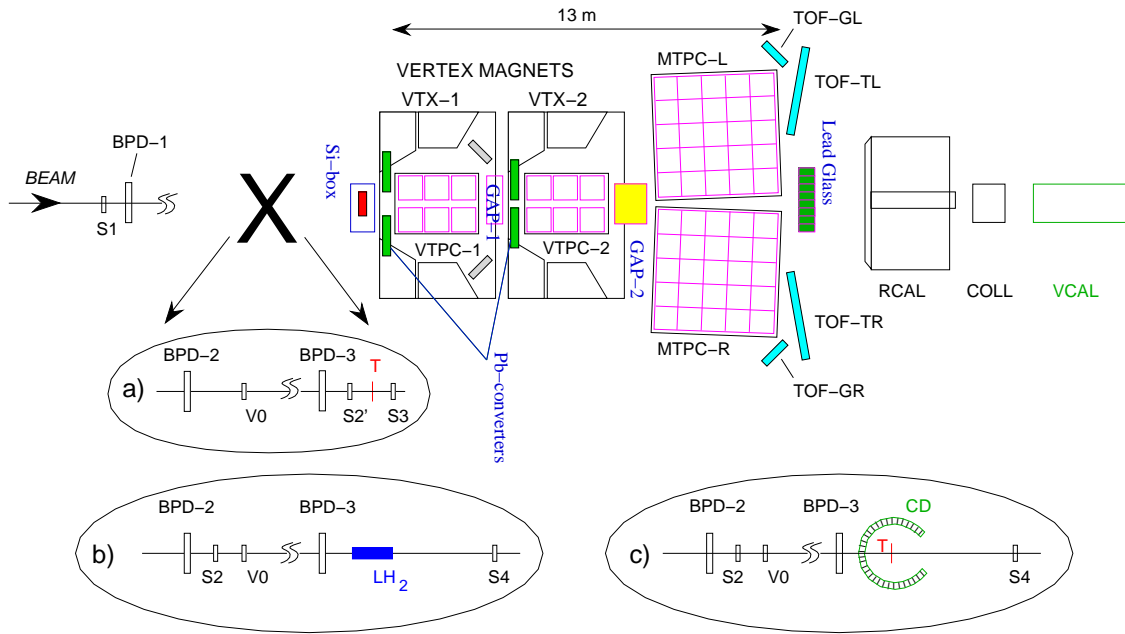 13 m
TOF−GL
MTPC−L
VERTEX MAGNETS
TOF−TL
VTX−1
VTX−2
BPD−1
Si−box
Lead Glass
BEAM
X
S1
GAP−1
VTPC−1
VTPC−2
GAP−2
RCAL
COLL
VCAL
TOF−TR
MTPC−R
TOF−GR
Pb−converters
BPD−2
BPD−3
T
a)
V0
S2'
S3
BPD−2
BPD−3
b)
S2
V0
LH2
S4
BPD−2
BPD−3
CD
c)
T
S2
V0
S4